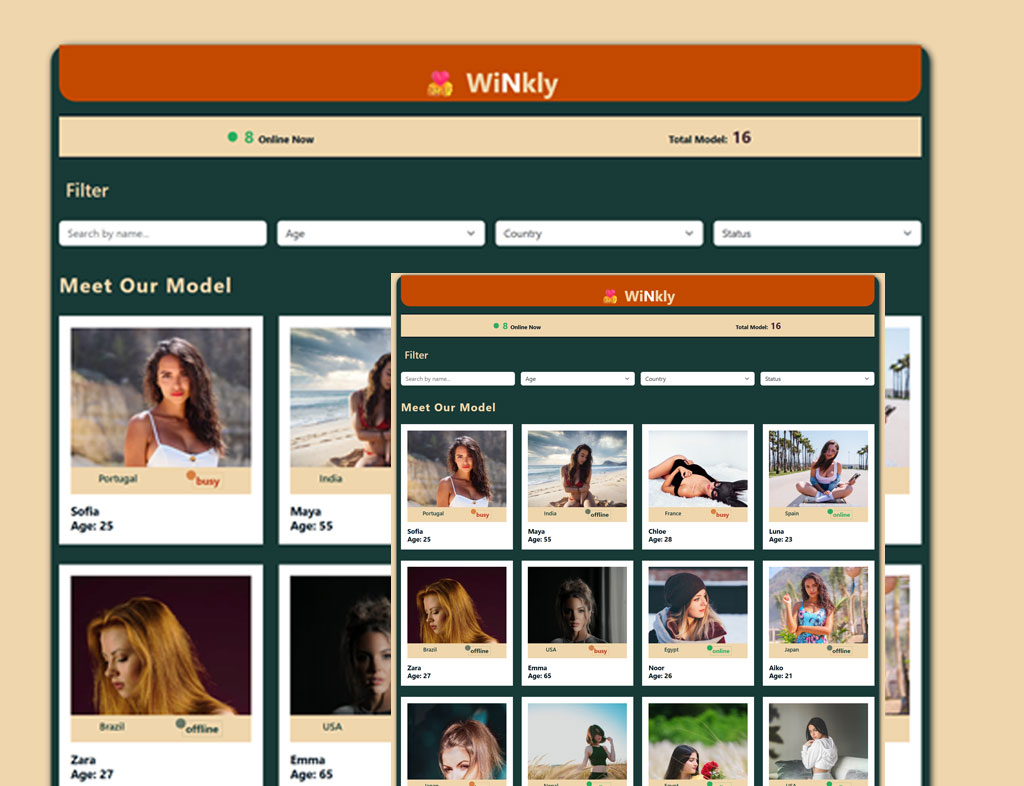 WiNkly
8 Online Now
Total Model: 16
Filter
Search by name...
Age
Country
Status
Meet Our Model
Portugal
busy
Sofia
Age: 25
India
Maya
Age: 55
Brazil
offline
Zara
Age: 27
USA
Emma
Age: 65
WiNkly
8 Online Now
Total Model: 16
Filter
Search by name...
Age
Country
Status
Meet Our Model
Portugal
busy
Sofia
Age: 25
India
offline
Maya
Age: 55
France
busy
Chloe
Age: 28
Spain
online
Luna
Age: 23
Brazil
offline
Zara
Age: 27
USA
busy
Emma
Age: 65
Egypt
online
Noor
Age: 26
Japan
offline
Aiko
Age: 21